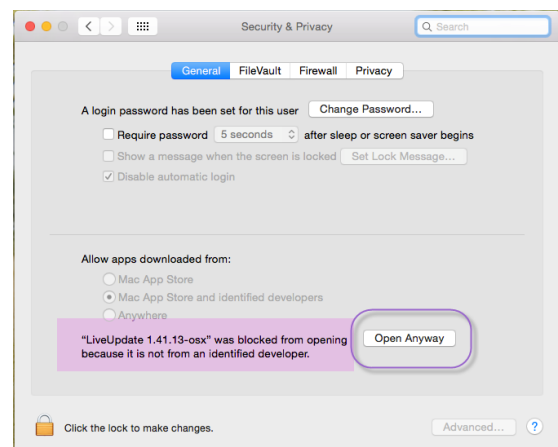 Security & Privacy
Search
General FileVault Firewall Privacy
A login password has been set for this user Change Password...
Require password 5 seconds after sleep or screen saver begins
Show a message when the screen is locked Set Lock Message...
Disable automatic login
Allow apps downloaded from:
Mac App Store
Mac App Store and identified developers
Anywhere
“LiveUpdate 1.41.13-osx” was blocked from opening Open Anyway
because it is not from an identified developer.
Click the lock to make changes. Advanced... ?